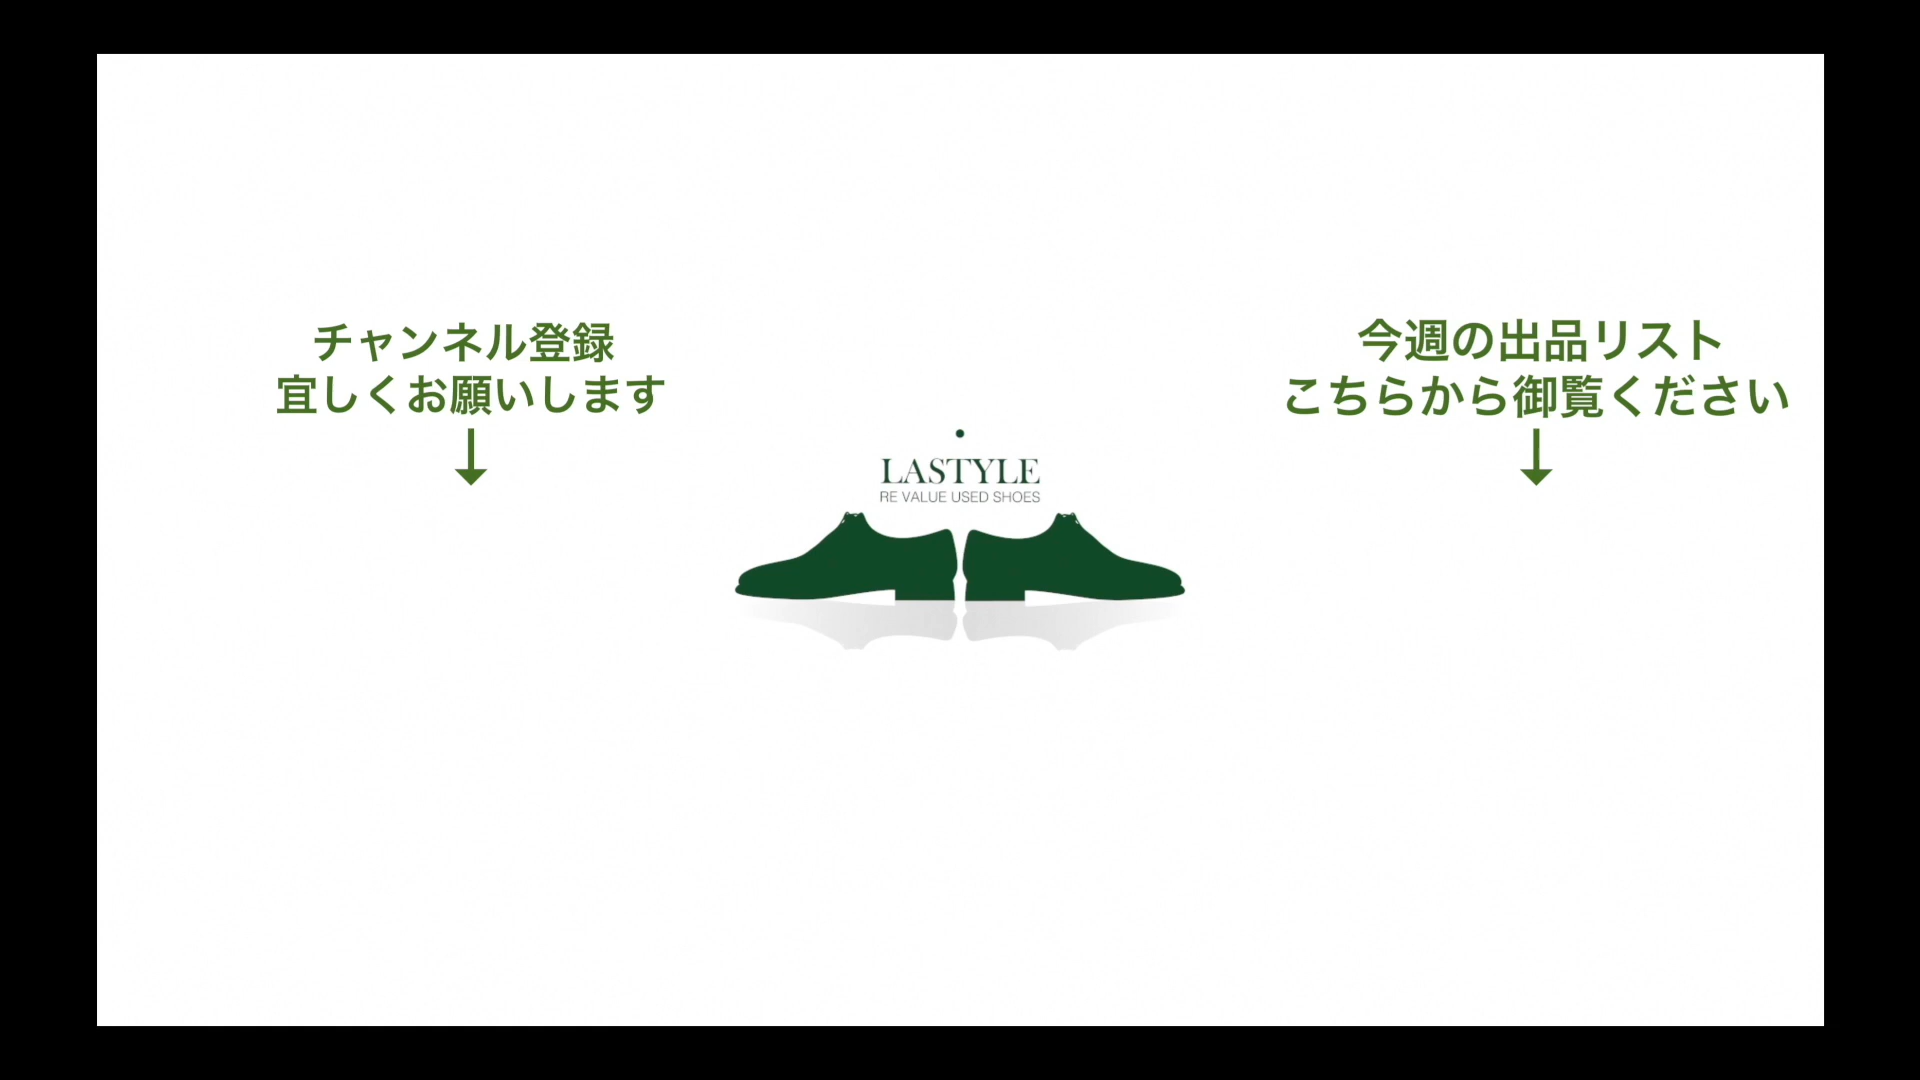 チャンネル登録
宜しくお願いします
↓
今週の出品リスト
こちらから御覧ください
↓
LASTYLE
RE VALUE USED SHOES